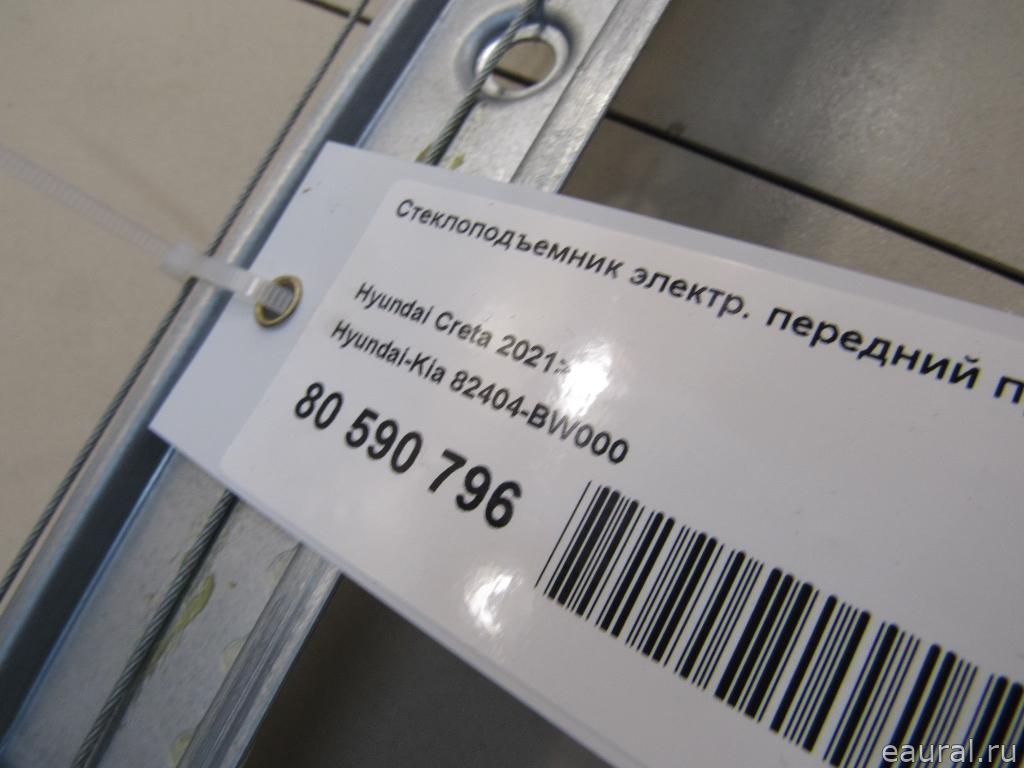 Стеклоподъемник электр. передний
Hyundai Creta 2021>
Hyundai-Kia 82404-BW000
80 590 796
eaural.ru